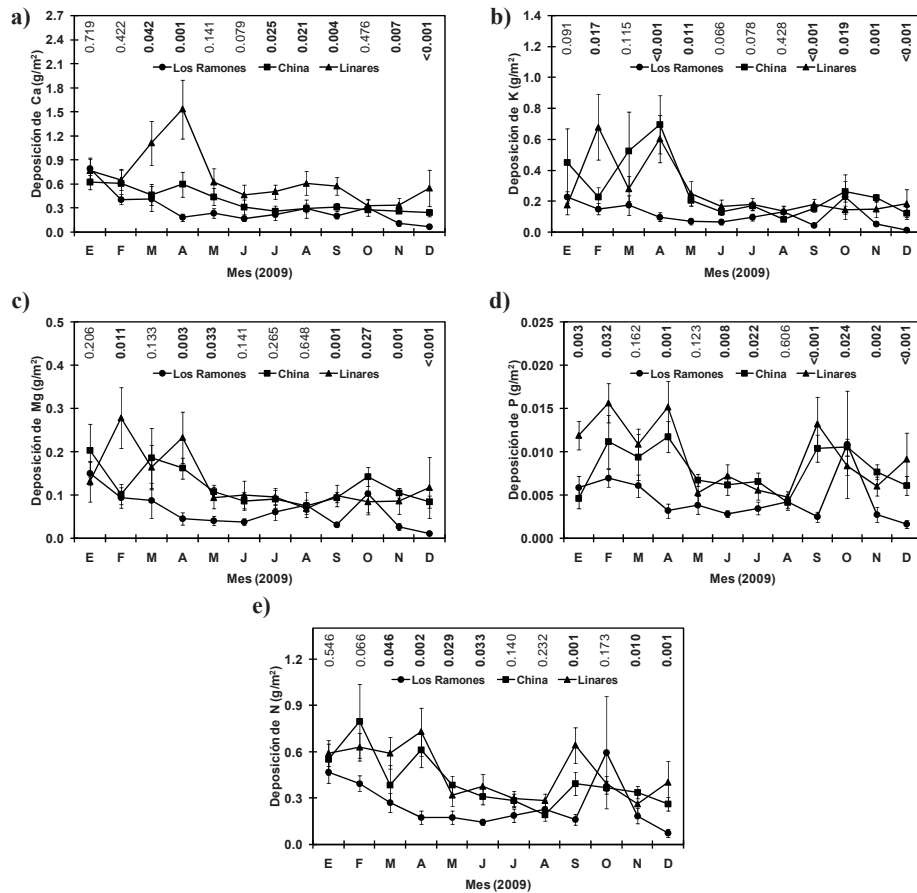 a)
Deposición de Ca (g/m²)
2.7
2.4
2.1
1.8
1.5
1.2
0.9
0.6
0.3
0.0
0.719 0.422 0.042 0.001 0.141 0.079 0.025 0.021 0.004 0.476 0.007 <0.001
Los Ramones China Linares
E F M A M J J A S O N D
Mes (2009)
b)
Deposición de K (g/m²)
1.4
1.2
1.0
0.8
0.6
0.4
0.2
0.0
0.091 0.017 0.115 <0.001 0.011 0.066 0.078 0.428 <0.001 0.019 0.001 <0.001
Los Ramones China Linares
E F M A M J J A S O N D
Mes (2009)
c)
Deposición de Mg (g/m²)
0.5
0.4
0.3
0.2
0.1
0.0
0.206 0.011 0.133 0.003 0.033 0.141 0.265 0.648 0.001 0.027 0.001 <0.001
Los Ramones China Linares
E F M A M J J A S O N D
Mes (2009)
d)
Deposición de P (g/m²)
0.025
0.020
0.015
0.010
0.005
0.000
0.003 0.032 0.162 0.001 0.123 0.008 0.022 0.606 <0.001 0.024 0.002 <0.001
Los Ramones China Linares
E F M A M J J A S O N D
Mes (2009)
e)
Deposición de N (g/m²)
1.2
0.9
0.6
0.3
0.0
0.546 0.066 0.046 0.002 0.029 0.033 0.140 0.232 0.001 0.173 0.010 0.001
Los Ramones China Linares
E F M A M J J A S O N D
Mes (2009)